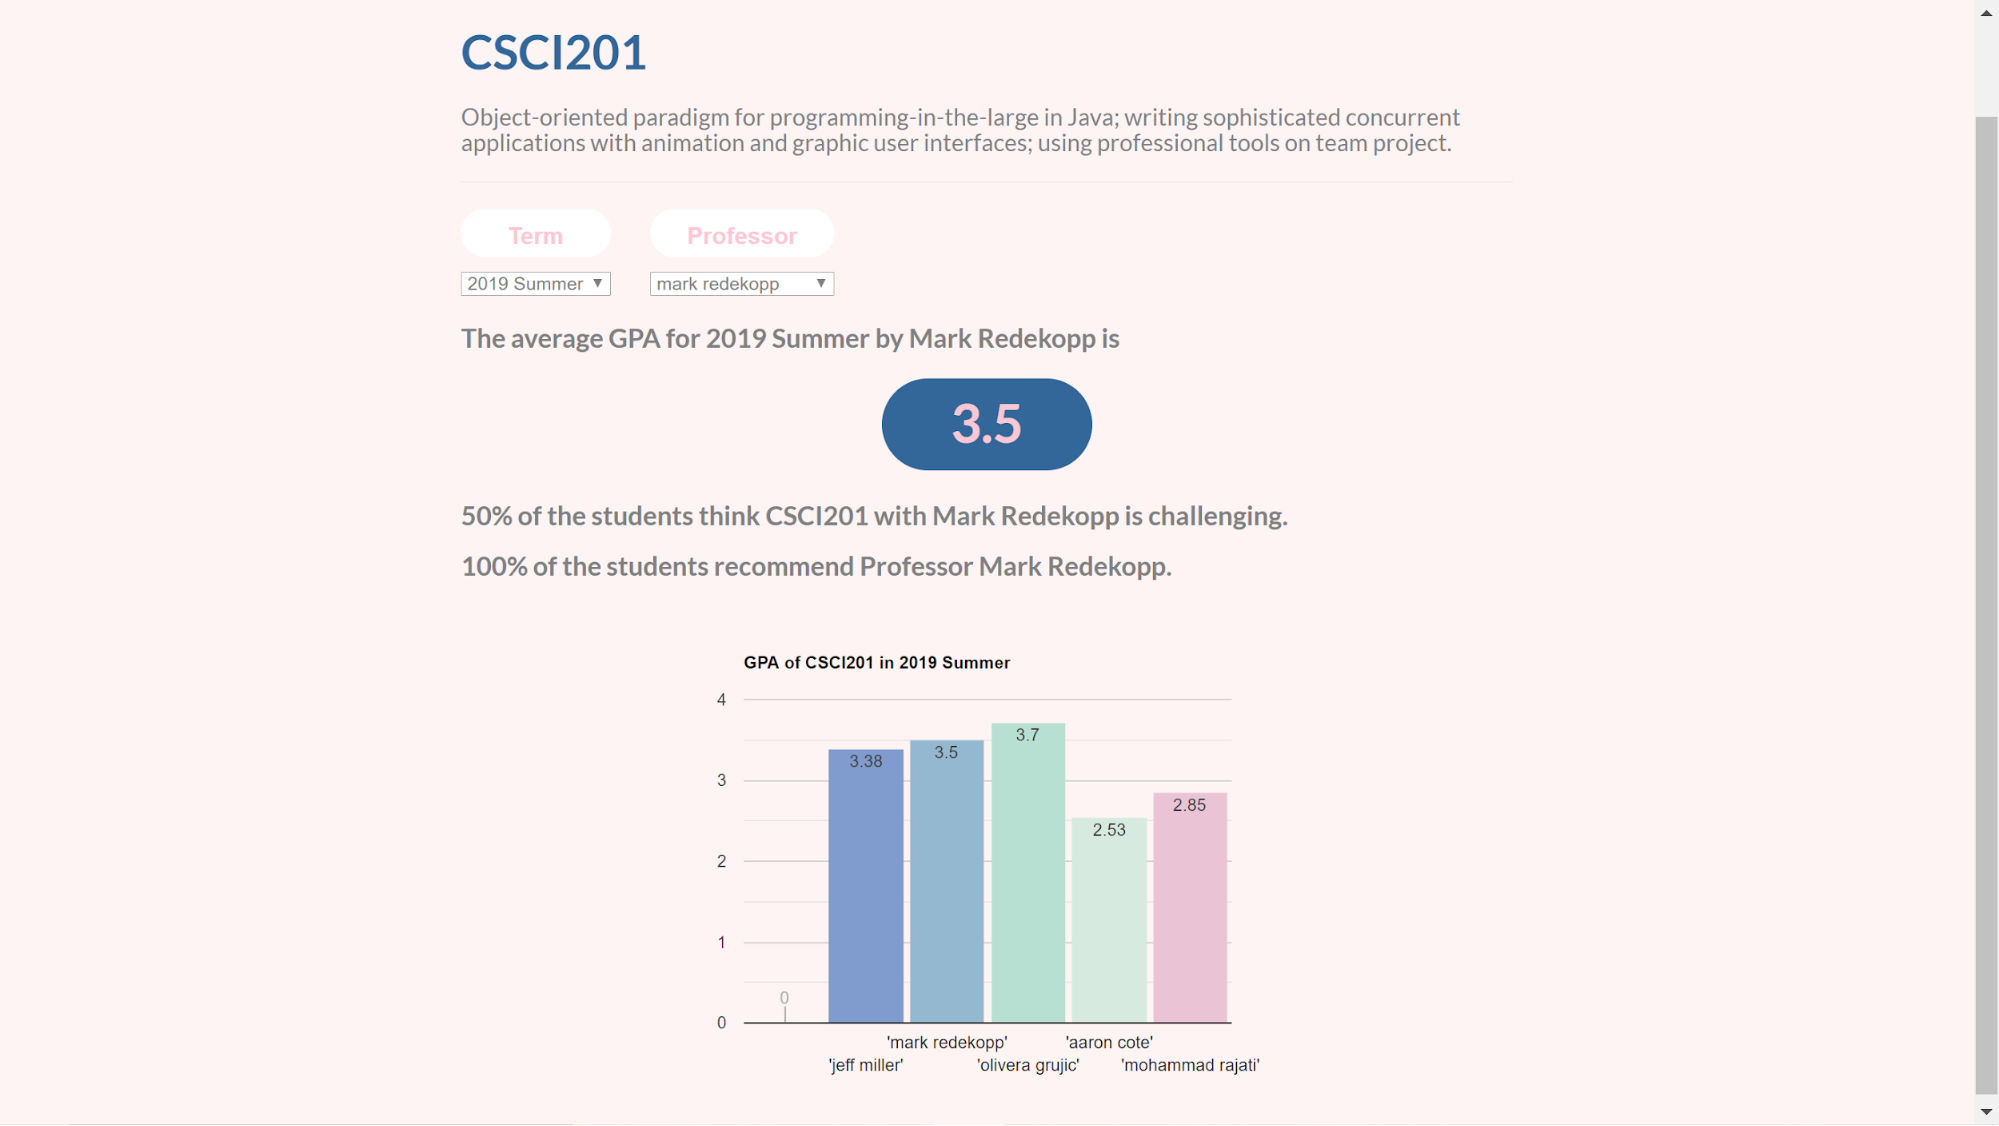 CSCI201
Object-oriented paradigm for programming-in-the-large in Java; writing sophisticated concurrent
applications with animation and graphic user interfaces; using professional tools on team project.
Term Professor
2019 Summer ▼ mark redekopp ▼
The average GPA for 2019 Summer by Mark Redekopp is
3.5
50% of the students think CSCI201 with Mark Redekopp is challenging.
100% of the students recommend Professor Mark Redekopp.
GPA of CSCI201 in 2019 Summer
4
3.7
3.5
3.38
3
2.85
2.53
2
1
0
0
'mark redekopp' 'aaron cote'
'jeff miller' 'olivera grujic' 'mohammad rajati'